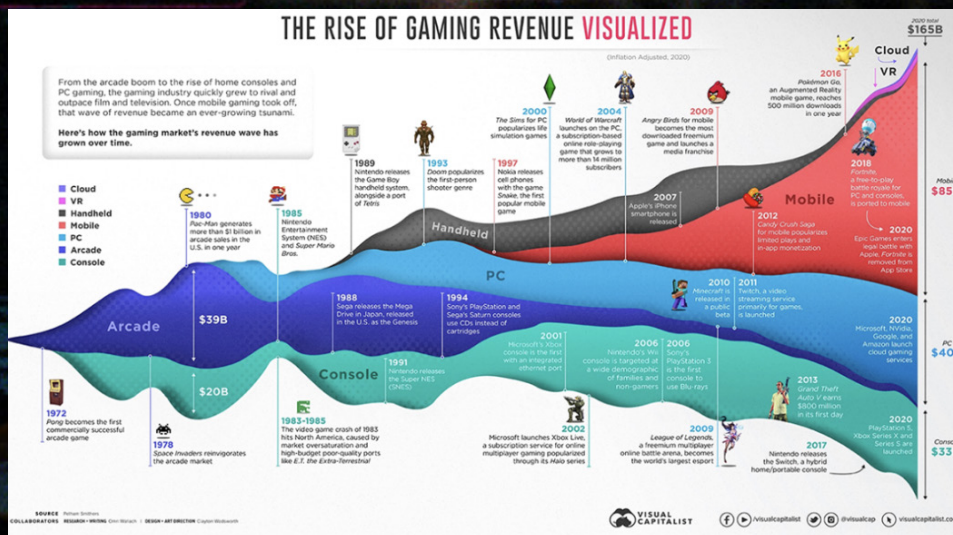 THE RISE OF GAMING REVENUE VISUALIZED
(Inflation Adjusted, 2020)
2020 total
$165B
From the arcade boom to the rise of home consoles and
PC gaming, the gaming industry quickly grew to rival and
outpace film and television. Once mobile gaming took off,
that wave of revenue became an ever-growing tsunami.
Here's how the gaming market's revenue wave has
grown over time.
Cloud
VR
Handheld
Mobile
PC
Arcade
Console
1980
Pac-Man generates
more than $1 billion in
arcade sales in the
U.S. in one year
1985
Nintendo
Entertainment
System (NES)
and Super Mario
Bros.
1989
Nintendo releases
the Game Boy
handheld system,
alongside a port
of Tetris
1993
Doom popularizes
the first-person
shooter genre
1997
Nokia releases
cell phones with
the game
Snake, the first
popular mobile
game
2000
The Sims for PC
popularizes life
simulation games
2004
World of Warcraft
launches on the PC,
a subscription-based
online role-playing
game that grows to
more than 14 million
subscribers
2009
Angry Birds for mobile
becomes the most
downloaded freemium
game and launches a
media franchise
2016
Pokémon Go,
an Augmented Reality
mobile game, reaches
500 million downloads
in one year
Cloud
VR
2007
Apple's iPhone
smartphone is
released
Mobile
2012
Candy Crush Saga
for mobile popularizes
limited plays and
in-app monetization
2018
Fortnite,
a free-to-play
battle royale for
PC and consoles,
is ported to mobile
2020
Epic Games enters
legal battle with
Apple, Fortnite is
removed from
App Store
Mobil
$85
Handheld
PC
Arcade
$39B
$20B
1988
Sega releases the Mega
Drive in Japan, released
in the U.S. as the Genesis
1994
Sony's PlayStation and
Sega's Saturn consoles
use CDs instead of
cartridges
2010
Minecraft is
released in
a public
beta
2011
Twitch, a video
streaming service
primarily for games,
is launched
2020
Microsoft, NVidia,
Google, and
Amazon launch
cloud gaming
services
PC
$40
Console
1991
Nintendo releases
the Super NES
(SNES)
2001
Microsoft's Xbox
console is the first
with an integrated
ethernet port
2006
Nintendo's Wii
console is targeted at
a wide demographic
of families and
non-gamers
2006
Sony's
PlayStation 3
is the first
console to
use Blu-rays
2013
Grand Theft
Auto V earns
$800 million
in its first day
2020
PlayStation 5,
Xbox Series X and
Series S are
launched
Conso
$33
1972
Pong becomes the first
commercially successful
arcade game
1978
Space Invaders reinvigorates
the arcade market
1983-1985
The video game crash of 1983
hits North America, caused by
market oversaturation and
high-budget poor-quality ports
like E.T. the Extra-Terrestrial
2002
Microsoft launches Xbox Live,
a subscription service for online
multiplayer gaming popularized
through its Halo series
2009
League of Legends,
a freemium multiplayer
online battle arena, becomes
the world's largest esport
2017
Nintendo releases
the Switch, a hybrid
home/portable console
SOURCE Pelham Smithers
COLLABORATORS RESEARCH + WRITING Omri Wallach | DESIGN + ART DIRECTION Clayton Wadsworth
VISUAL
CAPITALIST
/visualcapitalist
@visualcap
visualcapitalist.co